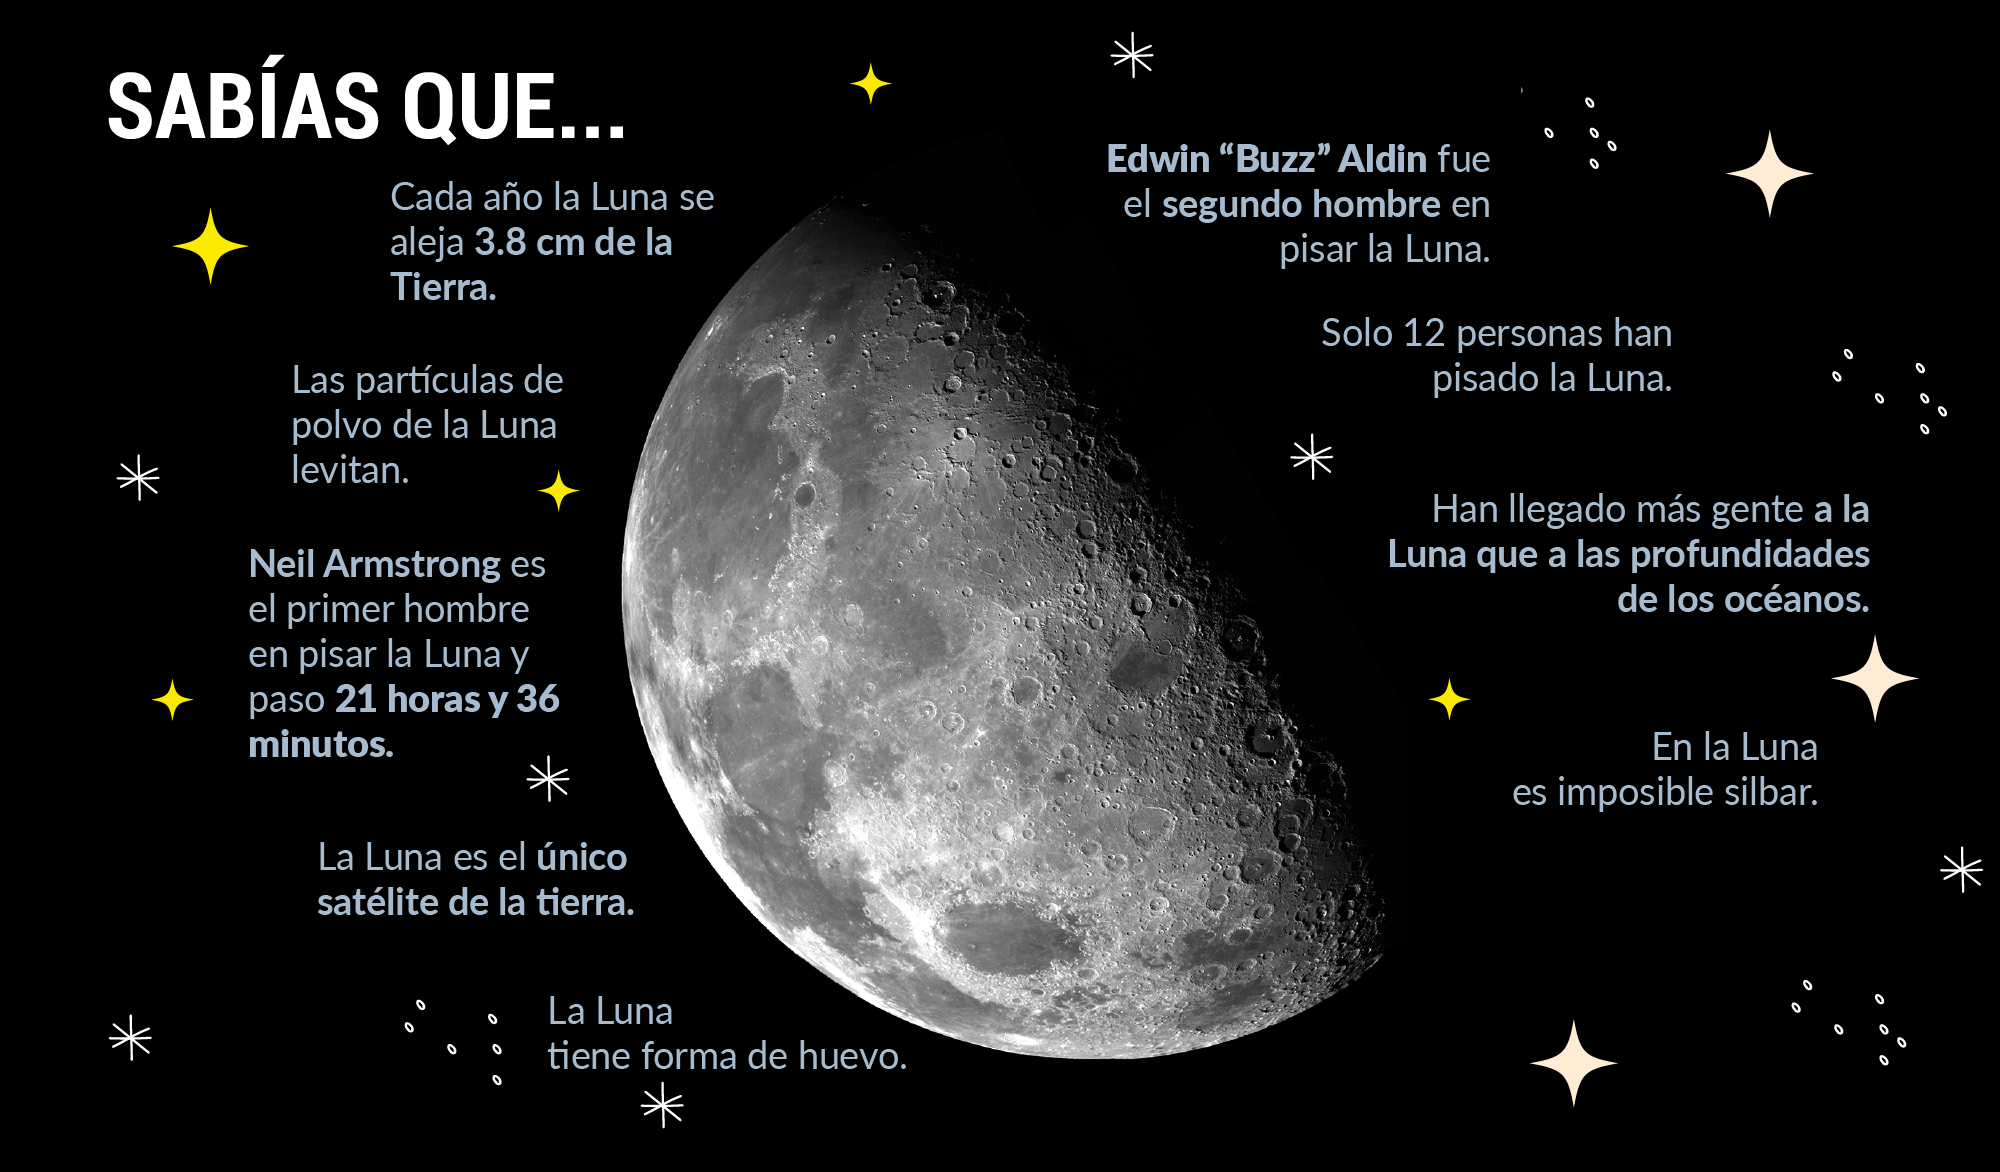 SABÍAS QUE...
Cada año la Luna se
aleja 3.8 cm de la
Tierra.
Las partículas de
polvo de la Luna
levitan.
Neil Armstrong es
el primer hombre
en pisar la Luna y
paso 21 horas y 36
minutos.
La Luna es el único
satélite de la tierra.
La Luna
tiene forma de huevo.
Edwin “Buzz” Aldin fue
el segundo hombre en
pisar la Luna.
Solo 12 personas han
pisado la Luna.
Han llegado más gente a la
Luna que a las profundidades
de los océanos.
En la Luna
es imposible silbar.